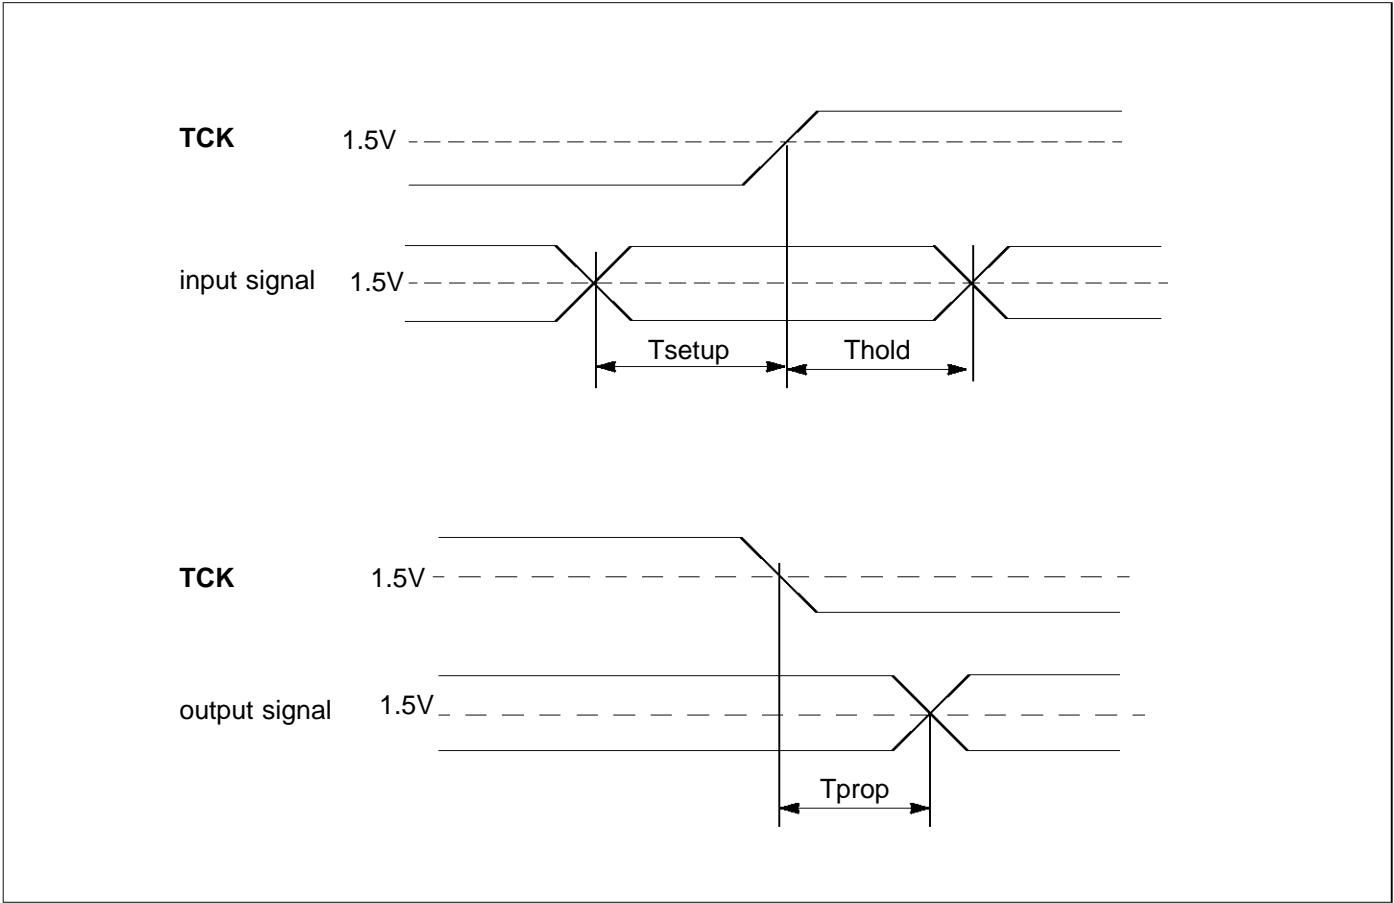 TCK 1.5V
input signal 1.5V
Tsetup Thold
TCK 1.5V
output signal 1.5V
Tprop